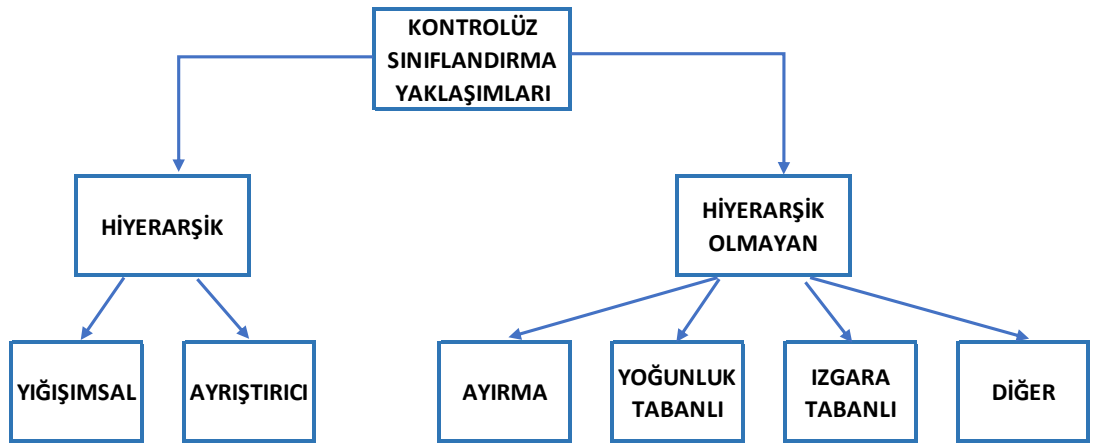 KONTROLÜZ
SINIFLANDIRMA
YAKLAŞIMLARI
HİYERARŞİK
HİYERARŞİK
OLMAYAN
YIĞIŞIMSAL
AYRIŞTIRICI
AYIRMA
YOĞUNLUK
TABANLI
IZGARA
TABANLI
DİĞER